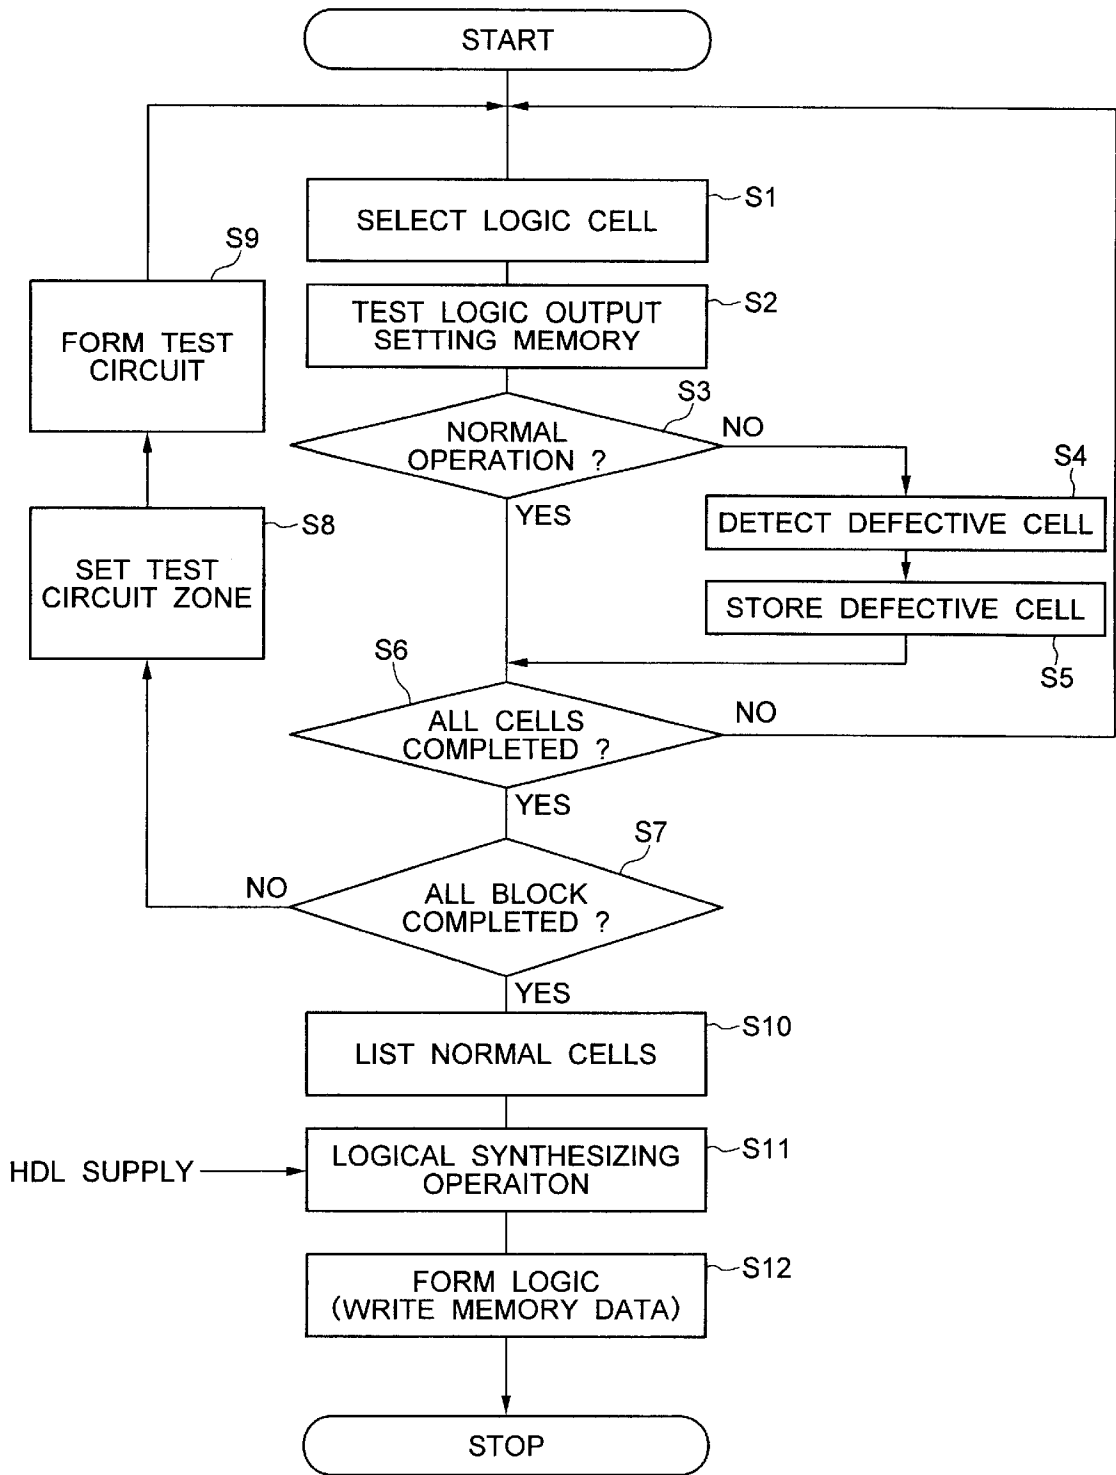 START
SELECT LOGIC CELL
S1
S9
FORM TEST
CIRCUIT
TEST LOGIC OUTPUT
SETTING MEMORY
S2
S3
NORMAL
OPERATION ?
NO
YES
S4
DETECT DEFECTIVE CELL
S8
SET TEST
CIRCUIT ZONE
STORE DEFECTIVE CELL
S5
S6
ALL CELLS
COMPLETED ?
NO
YES
S7
ALL BLOCK
COMPLETED ?
NO
YES
LIST NORMAL CELLS
S10
HDL SUPPLY
LOGICAL SYNTHESIZING
OPERAITON
S11
FORM LOGIC
(WRITE MEMORY DATA)
S12
STOP